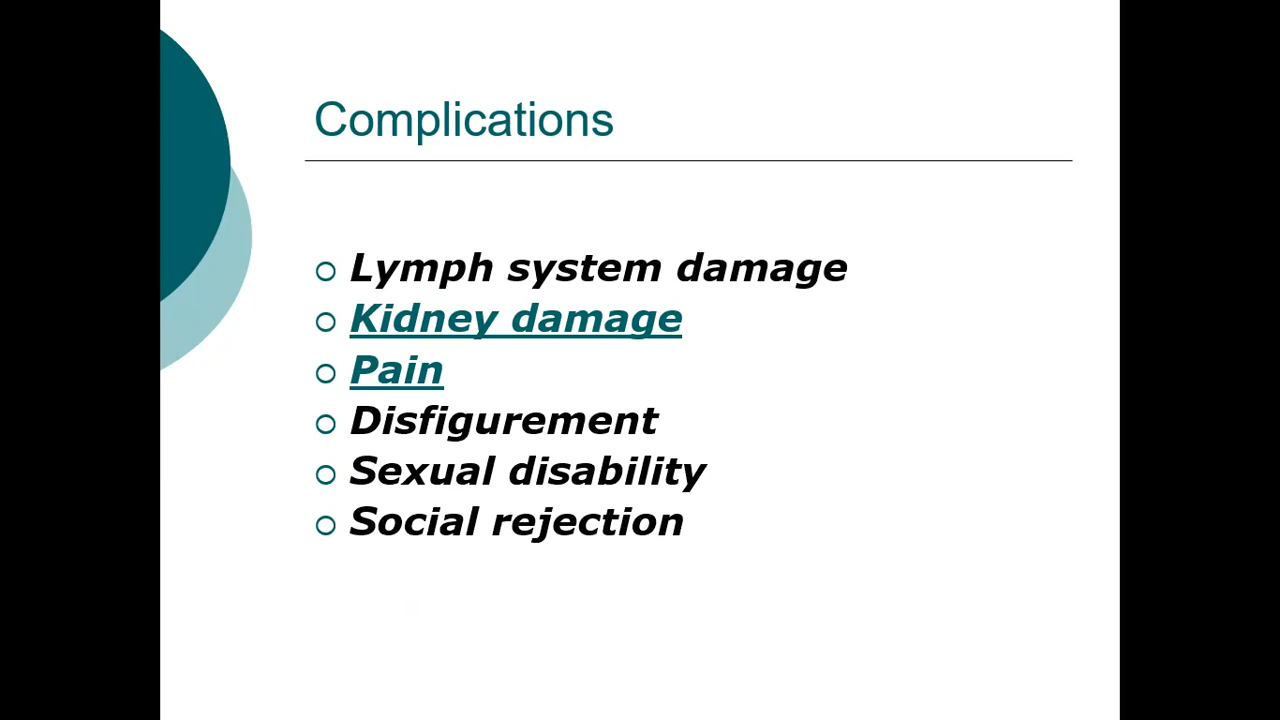 Complications
Lymph system damage
Kidney damage
Pain
Disfigurement
Sexual disability
Social rejection